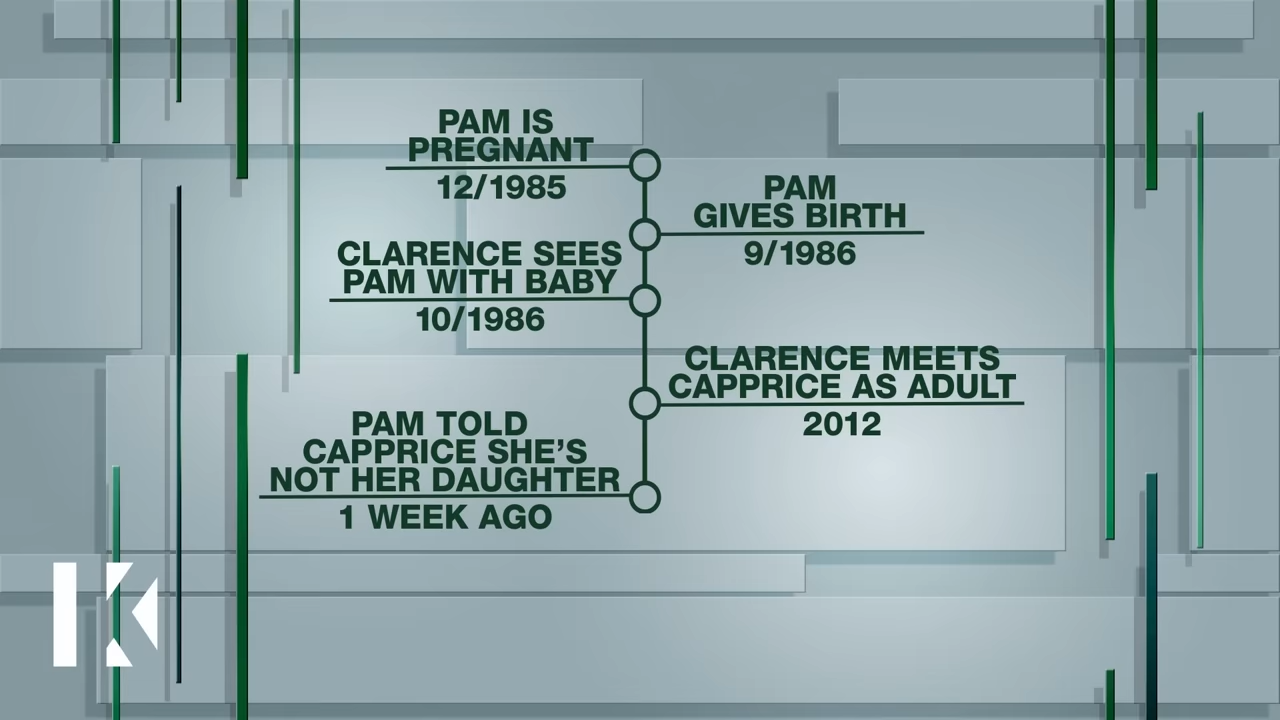 PAM IS
PREGNANT
12/1985
PAM
GIVES BIRTH
9/1986
CLARENCE SEES
PAM WITH BABY
10/1986
CLARENCE MEETS
CAPPRICE AS ADULT
2012
PAM TOLD
CAPPRICE SHE'S
NOT HER DAUGHTER
1 WEEK AGO
K